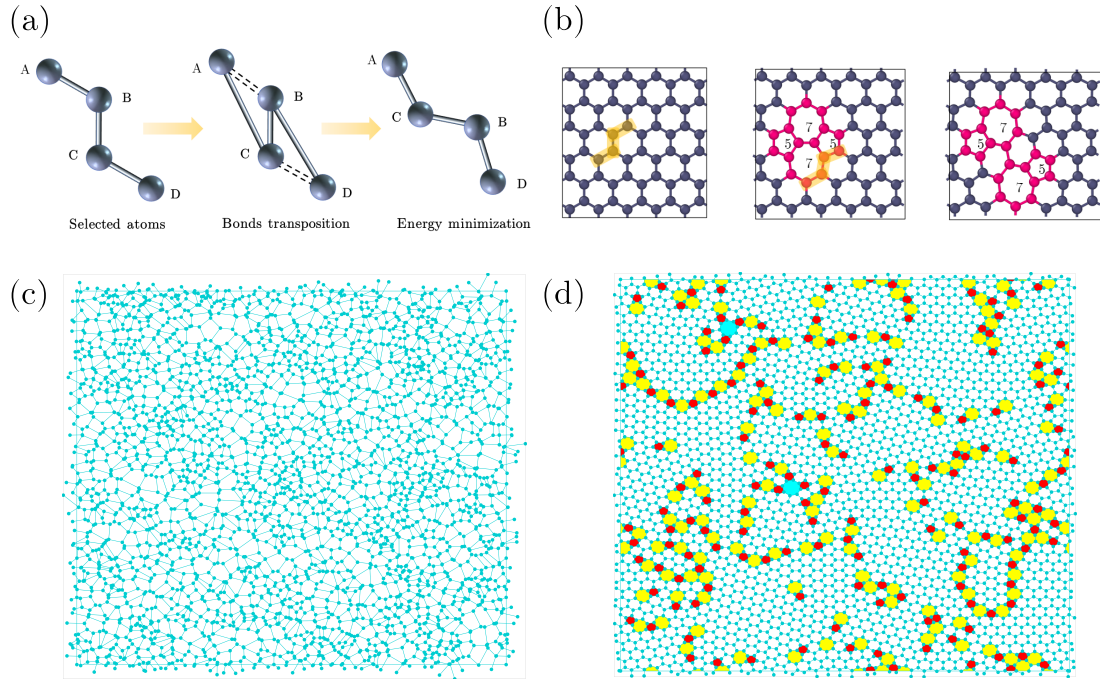 (a)
A
B
C
D
Selected atoms
A
B
C
D
Bonds transposition
A
C
B
D
Energy minimization
(b)
7
5
5
7
7
5
5
7
(c)
(d)